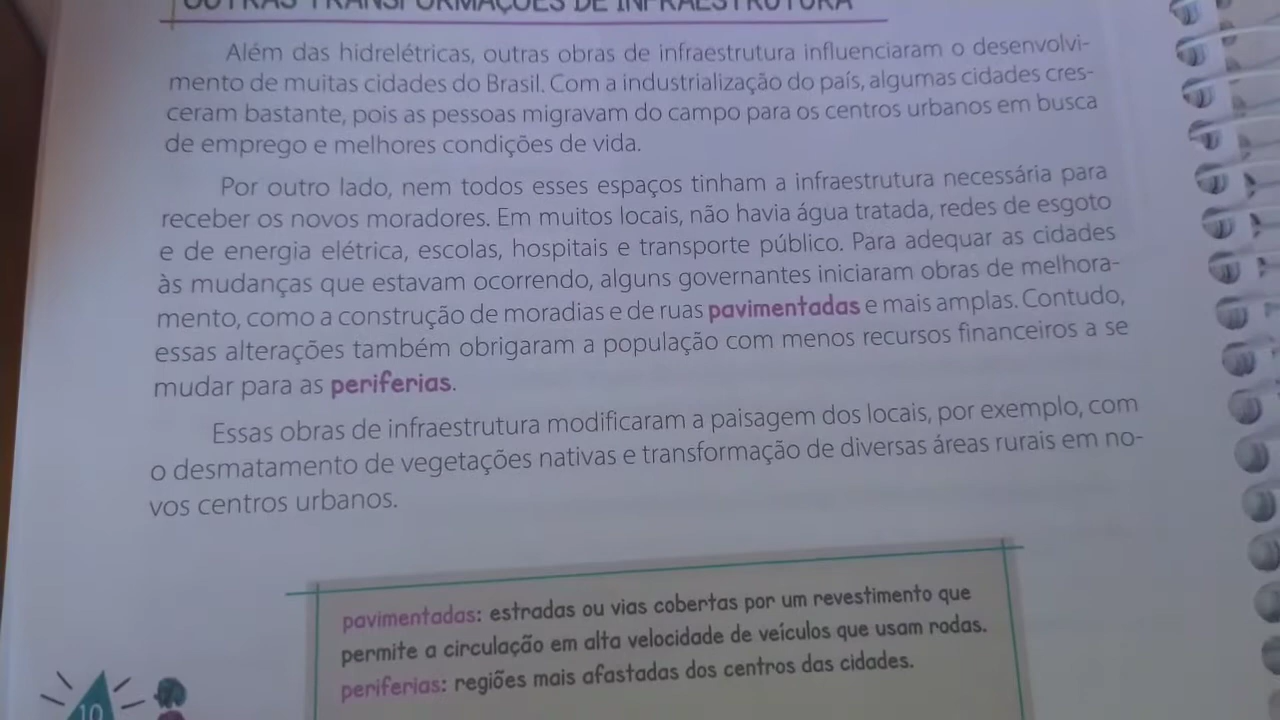 OUTRAS TRANSFORMAÇÕES DE INFRAESTRUTURA
Além das hidrelétricas, outras obras de infraestrutura influenciaram o desenvolvi-
mento de muitas cidades do Brasil. Com a industrialização do país, algumas cidades cres-
ceram bastante, pois as pessoas migravam do campo para os centros urbanos em busca
de emprego e melhores condições de vida.
Por outro lado, nem todos esses espaços tinham a infraestrutura necessária para
receber os novos moradores. Em muitos locais, não havia água tratada, redes de esgoto
e de energia elétrica, escolas, hospitais e transporte público. Para adequar as cidades
às mudanças que estavam ocorrendo, alguns governantes iniciaram obras de melhora-
mento, como a construção de moradias e de ruas pavimentadas e mais amplas. Contudo,
essas alterações também obrigaram a população com menos recursos financeiros a se
mudar para as periferias.
Essas obras de infraestrutura modificaram a paisagem dos locais, por exemplo, com
o desmatamento de vegetações nativas e transformação de diversas áreas rurais em no-
vos centros urbanos.
pavimentadas: estradas ou vias cobertas por um revestimento que
permite a circulação em alta velocidade de veículos que usam rodas.
periferias: regiões mais afastadas dos centros das cidades.
10